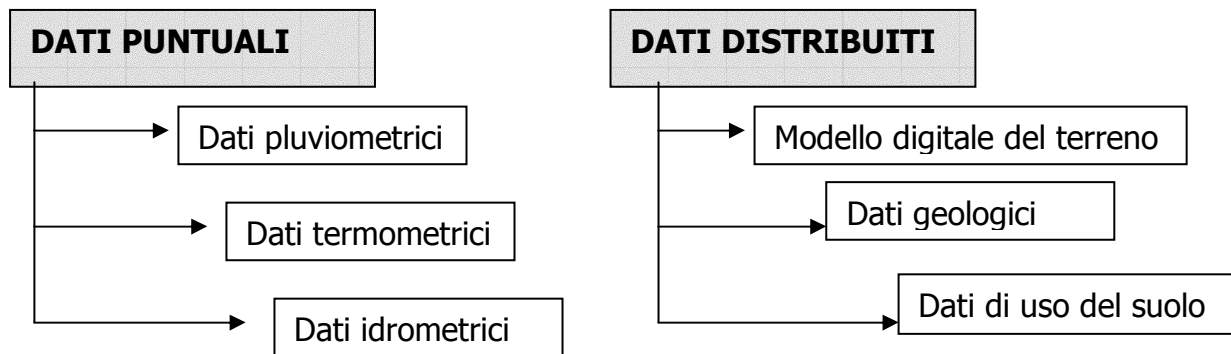 DATI PUNTUALI
Dati pluviometrici
Dati termometrici
Dati idrometrici
DATI DISTRIBUITI
Modello digitale del terreno
Dati geologici
Dati di uso del suolo